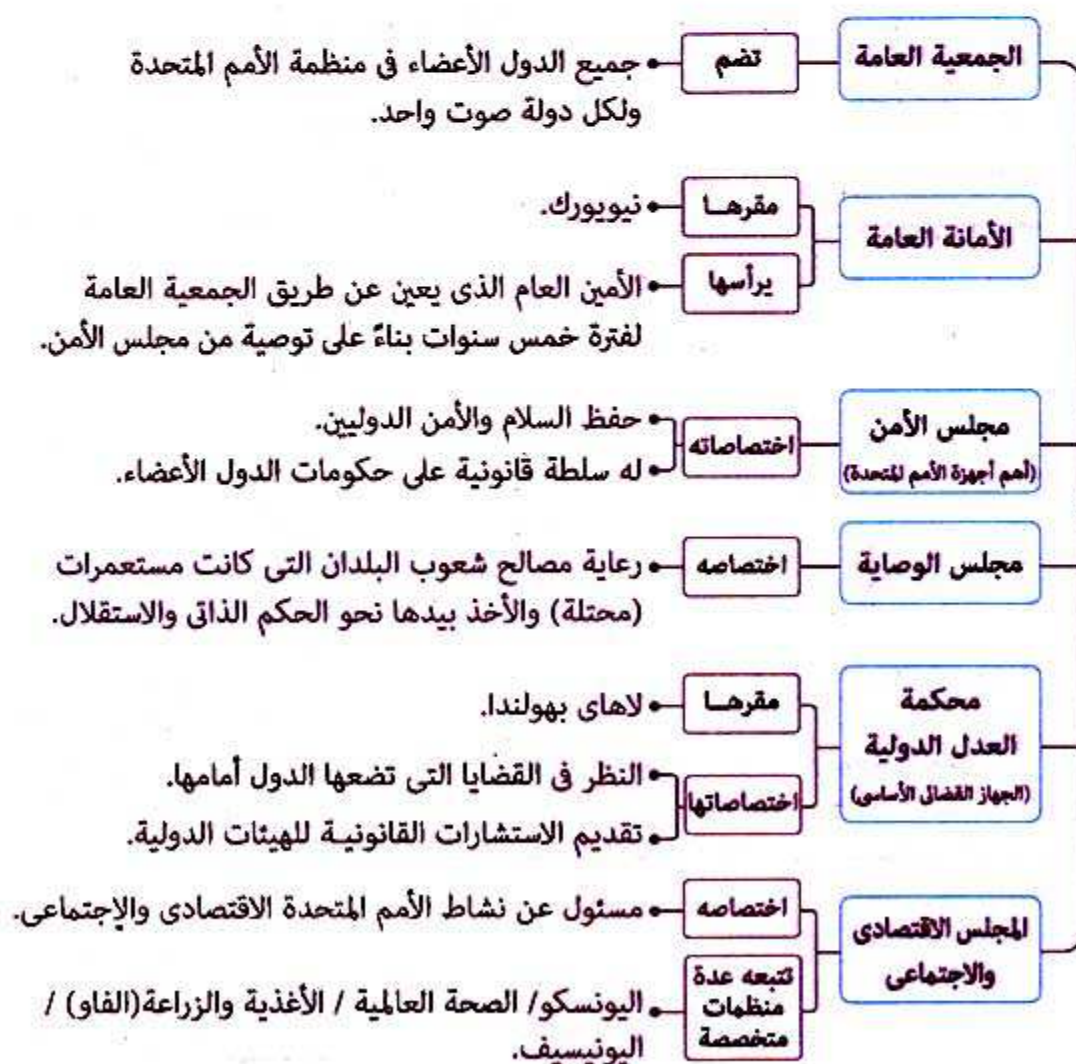 الجمعية العامة
تضم
جميع الدول الأعضاء فى منظمة الأمم المتحدة
ولكل دولة صوت واحد.
الأمانة العامة
مقرهـا
نيويورك.
يرأسها
الأمين العام الذى يعين عن طريق الجمعية العامة
لفترة خمس سنوات بناءً على توصية من مجلس الأمن.
مجلس الأمن
(أهم أجهزة الأمم المتحدة)
اختصاصاته
حفظ السلام والأمن الدوليين.
له سلطة قانونية على حكومات الدول الأعضاء.
مجلس الوصاية
اختصاصه
رعاية مصالح شعوب البلدان التى كانت مستعمرات
(محتلة) والأخذ بيدها نحو الحكم الذاتى والاستقلال.
محكمة
العدل الدولية
(الجهاز القضائى الأساسى)
مقرهـا
لاهاى بهولندا.
اختصاصاتها
النظر فى القضايا التى تضعها الدول أمامها.
تقديم الاستشارات القانونيـة للهيئات الدولية.
المجلس الاقتصادى
والاجتماعى
اختصاصه
مسئول عن نشاط الأمم المتحدة الاقتصادى والإجتماعى.
تتبعه عدة
منظمات
متخصصة
اليونسكو/ الصحة العالمية / الأغذية والزراعة(الفاو) /
اليونيسيف.